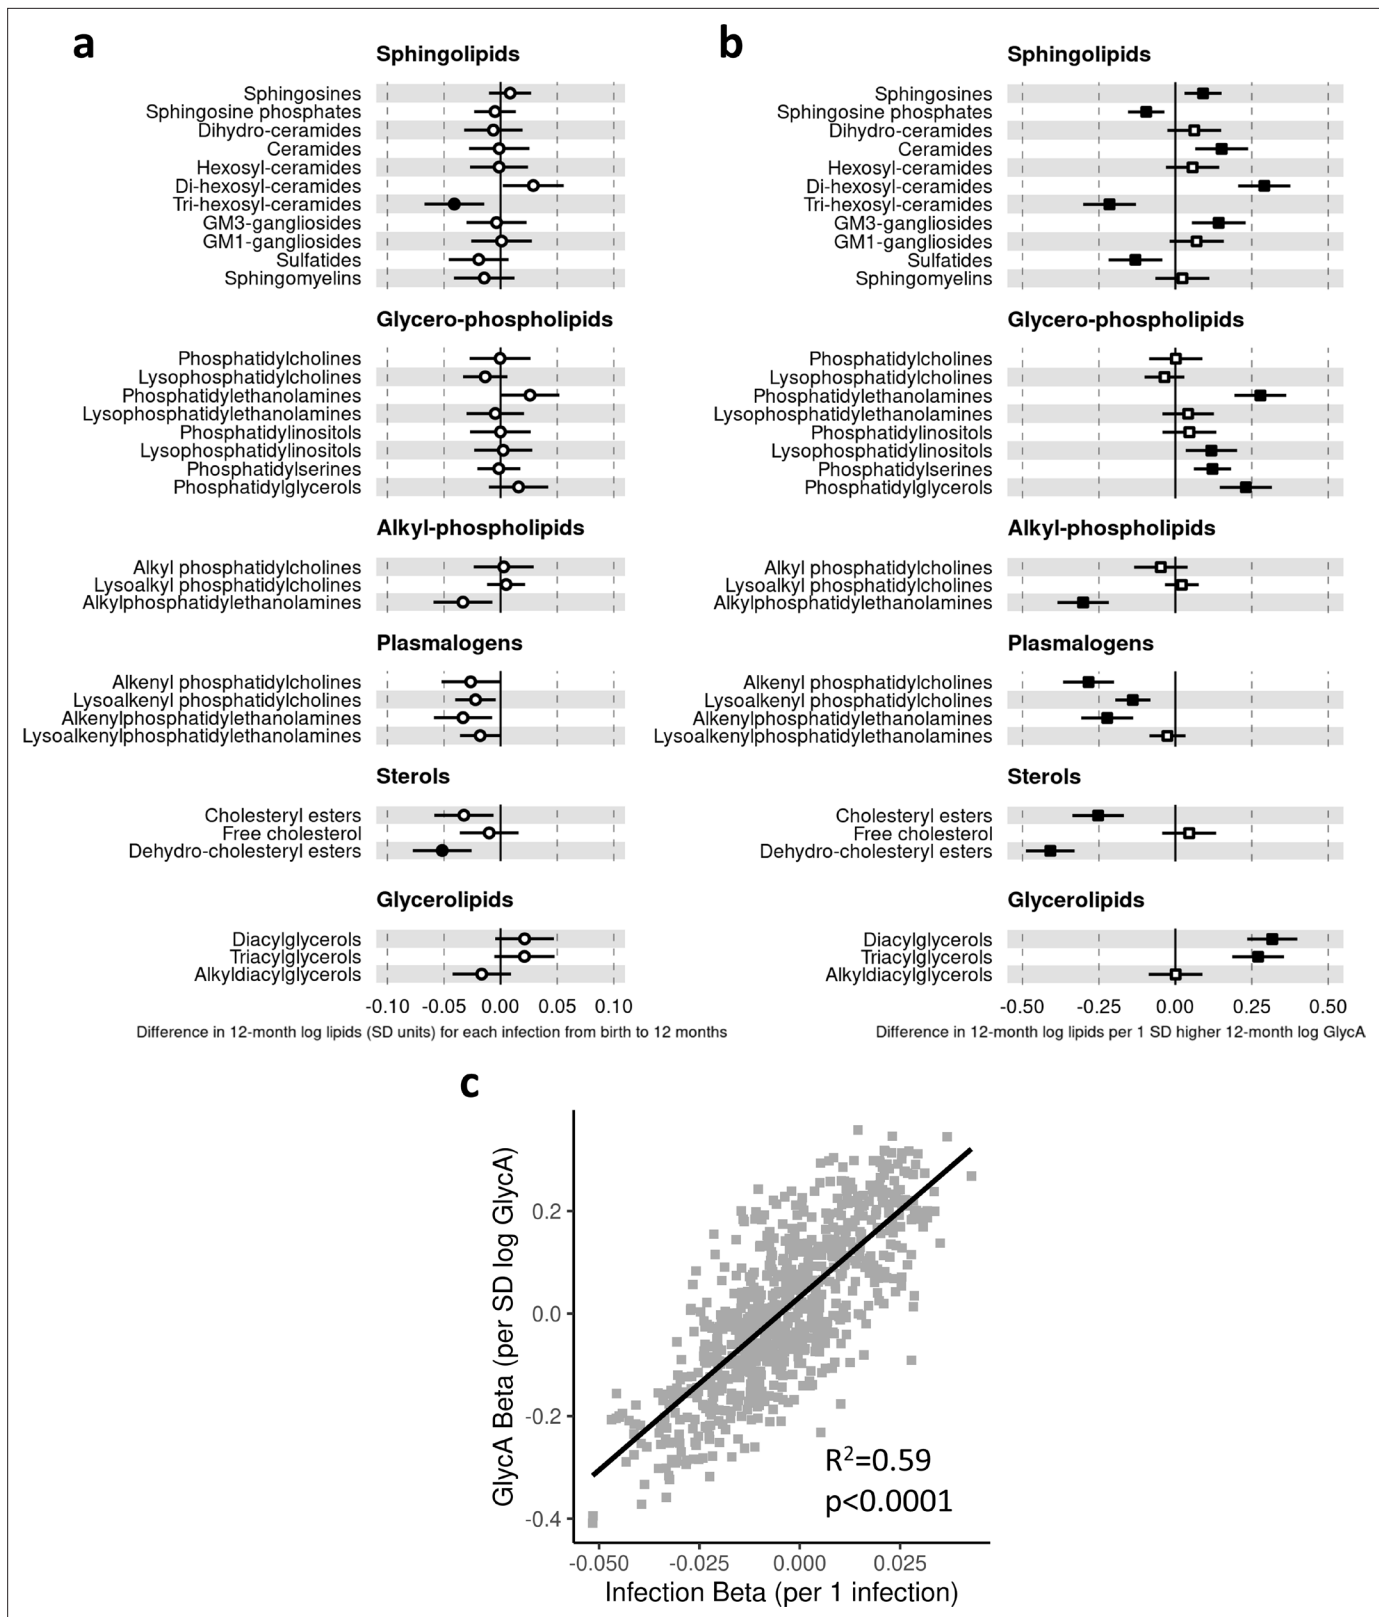 a
Sphingolipids
Sphingosines
Sphingosine phosphates
Dihydro-ceramides
Ceramides
Hexosyl-ceramides
Di-hexosyl-ceramides
Tri-hexosyl-ceramides
GM3-gangliosides
GM1-gangliosides
Sulfatides
Sphingomyelins
Glycero-phospholipids
Phosphatidylcholines
Lysophosphatidylcholines
Phosphatidylethanolamines
Lysophosphatidylethanolamines
Phosphatidylinositols
Lysophosphatidylinositols
Phosphatidylserines
Phosphatidylglycerols
Alkyl-phospholipids
Alkyl phosphatidylcholines
Lysoalkyl phosphatidylcholines
Alkylphosphatidylethanolamines
Plasmalogens
Alkenyl phosphatidylcholines
Lysoalkenyl phosphatidylcholines
Alkenylphosphatidylethanolamines
Lysoalkenylphosphatidylethanolamines
Sterols
Cholesteryl esters
Free cholesterol
Dehydro-cholesteryl esters
Glycerolipids
Diacylglycerols
Triacylglycerols
Alkyldiacylglycerols
-0.10 -0.05 0.00 0.05 0.10
Difference in 12-month log lipids (SD units) for each infection from birth to 12 months
b
Sphingolipids
Sphingosines
Sphingosine phosphates
Dihydro-ceramides
Ceramides
Hexosyl-ceramides
Di-hexosyl-ceramides
Tri-hexosyl-ceramides
GM3-gangliosides
GM1-gangliosides
Sulfatides
Sphingomyelins
Glycero-phospholipids
Phosphatidylcholines
Lysophosphatidylcholines
Phosphatidylethanolamines
Lysophosphatidylethanolamines
Phosphatidylinositols
Lysophosphatidylinositols
Phosphatidylserines
Phosphatidylglycerols
Alkyl-phospholipids
Alkyl phosphatidylcholines
Lysoalkyl phosphatidylcholines
Alkylphosphatidylethanolamines
Plasmalogens
Alkenyl phosphatidylcholines
Lysoalkenyl phosphatidylcholines
Alkenylphosphatidylethanolamines
Lysoalkenylphosphatidylethanolamines
Sterols
Cholesteryl esters
Free cholesterol
Dehydro-cholesteryl esters
Glycerolipids
Diacylglycerols
Triacylglycerols
Alkyldiacylglycerols
-0.50 -0.25 0.00 0.25 0.50
Difference in 12-month log lipids per 1 SD higher 12-month log GlycA
c
GlycA Beta (per SD log GlycA)
0.2
0.0
-0.2
-0.4
R²=0.59
p<0.0001
-0.050 -0.025 0.000 0.025
Infection Beta (per 1 infection)